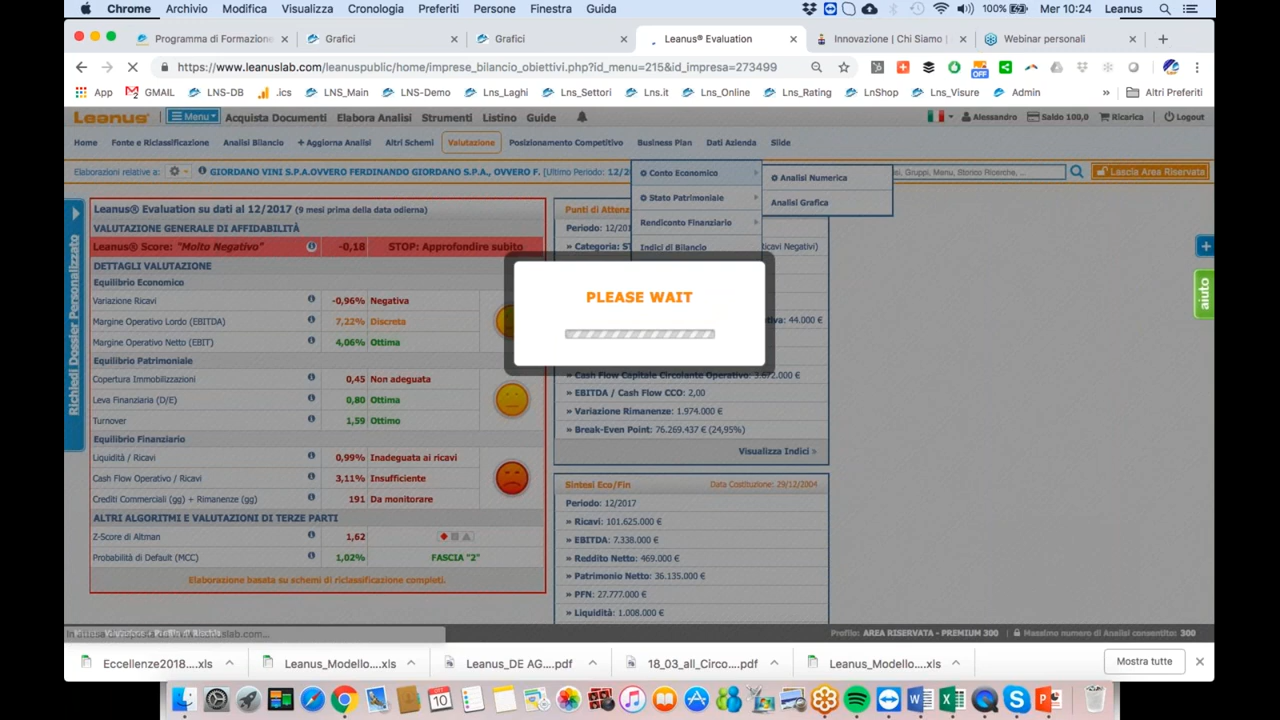 Chrome Archivio Modifica Visualizza Cronologia Preferiti Persone Finestra Guida 100% Mer 10:24 Leanus
Programma di Formazione Grafici Grafici Leanus® Evaluation Innovazione | Chi Siamo | Webinar personali
https://www.leanuslab.com/leanuspublic/home/imprese_bilancio_obiettivi.php?id_menu=215&id_impresa=273499 OFF
App GMAIL LNS-DB .ics LNS_Main LNS-Demo Lns_Laghi Lns_Settori Lns.it Lns_Online Lns_Rating LnShop Lns_Visure Admin » Altri Preferiti
Leanus® Menu Acquista Documenti Elabora Analisi Strumenti Listino Guide Alessandro Saldo 100,0 Ricarica Logout
Home Fonte e Riclassificazione Analisi Bilancio + Aggiorna Analisi Altri Schemi Valutazione Posizionamento Competitivo Business Plan Dati Azienda Slide
Elaborazioni relative a: GIORDANO VINI S.P.A.OVVERO FERDINANDO GIORDANO S.P.A., OVVERO F. [Ultimo Periodo: 12/2 Gruppi, Menu, Storico Ricerche, ... Lascia Area Riservata
Conto Economico
Stato Patrimoniale
Rendiconto Finanziario
Indici di Bilancio
Analisi Numerica
Analisi Grafica
Richiedi Dossier Personalizzato
Leanus® Evaluation su dati al 12/2017 (9 mesi prima della data odierna)
VALUTAZIONE GENERALE DI AFFIDABILITÀ
Leanus® Score: "Molto Negativo" -0,18 STOP: Approfondire subito
DETTAGLI VALUTAZIONE
Equilibrio Economico
Variazione Ricavi -0,96% Negativa
Margine Operativo Lordo (EBITDA) 7,22% Discreta
Margine Operativo Netto (EBIT) 4,06% Ottima
Equilibrio Patrimoniale
Copertura Immobilizzazioni 0,45 Non adeguata
Leva Finanziaria (D/E) 0,80 Ottima
Turnover 1,59 Ottimo
Equilibrio Finanziario
Liquidità / Ricavi 0,99% Inadeguata ai ricavi
Cash Flow Operativo / Ricavi 3,11% Insufficiente
Crediti Commerciali (gg) + Rimanenze (gg) 191 Da monitorare
ALTRI ALGORITMI E VALUTAZIONI DI TERZE PARTI
Z-Score di Altman 1,62
Probabilità di Default (MCC) 1,02% FASCIA "2"
Elaborazione basata su schemi di riclassificazione completi.
PLEASE WAIT
Punti di Attenz
Periodo: 12/201
» Categoria: ST icavi Negativi)
iva: 44.000 €
» Cash Flow Capitale Circolante Operativo: 3.672.000 €
» EBITDA / Cash Flow CCO: 2,00
» Variazione Rimanenze: 1.974.000 €
» Break-Even Point: 76.269.437 € (24,95%)
Visualizza Indici »
Sintesi Eco/Fin Data Costituzione: 29/12/2004
Periodo: 12/2017
» Ricavi: 101.625.000 €
» EBITDA: 7.338.000 €
» Reddito Netto: 469.000 €
» Patrimonio Netto: 36.135.000 €
» PFN: 27.777.000 €
» Liquidità: 1.008.000 €
aiuto
Profilo: AREA RISERVATA - PREMIUM 300 Massimo numero di Analisi consentito: 300
Eccellenze2018....xls Leanus_Modello....xls Leanus_DE AG....pdf 18_03_all_Circo....pdf Leanus_Modello....xls Mostra tutte
10